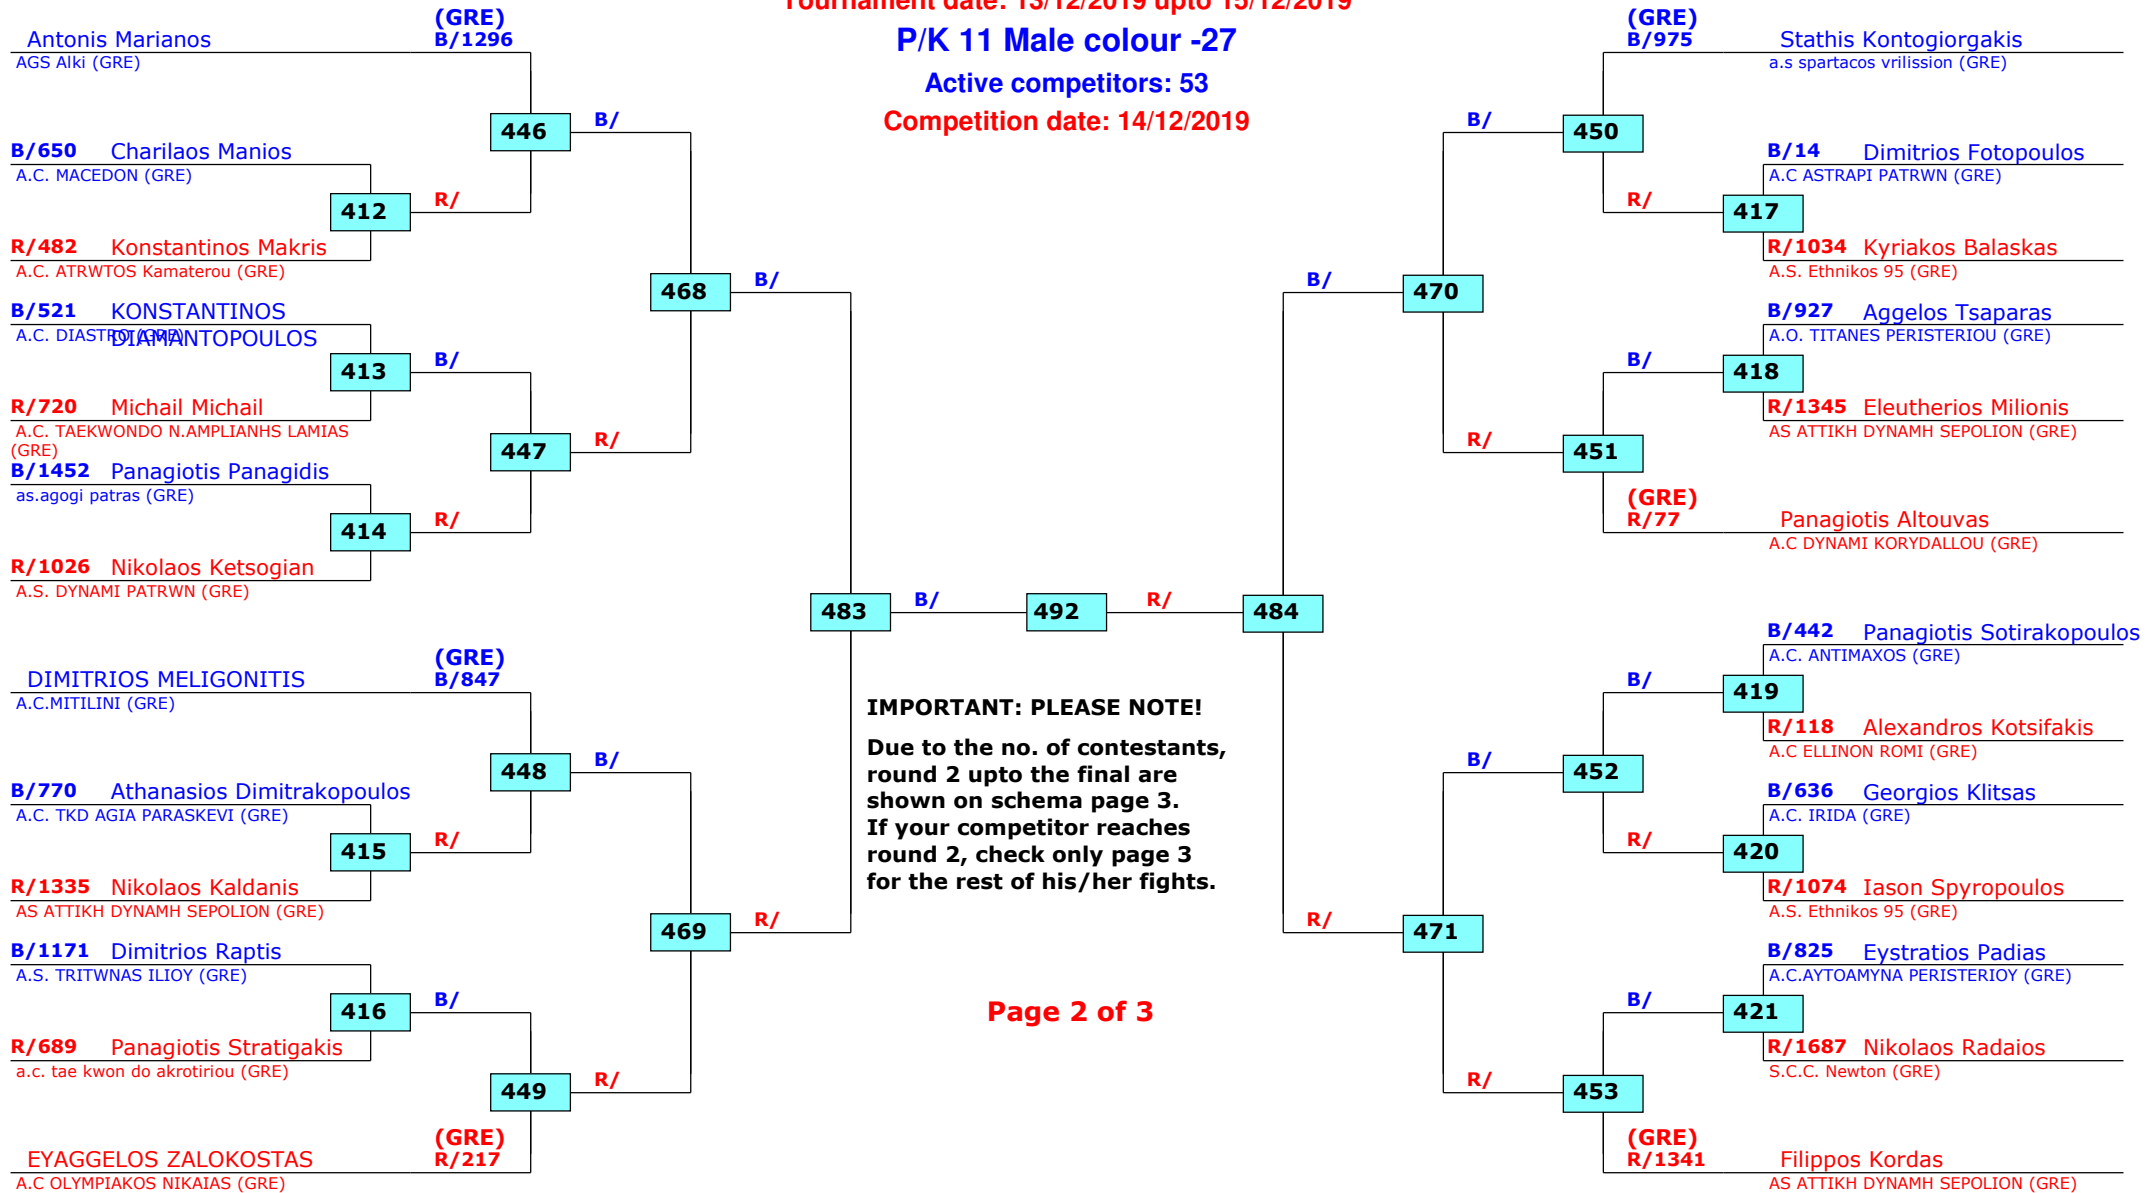 Tournament date: 13/12/2019 upto 15/12/2019
P/K 11 Male colour -27
Active competitors: 53
Competition date: 14/12/2019
(GRE)
Antonis Marianos B/1296
AGS Alki (GRE)
446 B/
B/650 Charilaos Manios
A.C. MACEDON (GRE)
412 R/
R/482 Konstantinos Makris
A.C. ATRWTOS Kamaterou (GRE)
468 B/
B/521 KONSTANTINOS
DIAMANTOPOULOS
A.C. DIASTRO (GRE)
413 B/
R/720 Michail Michail
A.C. TAEKWONDO N.AMPLIANHS LAMIAS
(GRE)
447 R/
B/1452 Panagiotis Panagidis
as.agogi patras (GRE)
414 R/
R/1026 Nikolaos Ketsogian
A.S. DYNAMI PATRWN (GRE)
483 B/ 492 R/ 484
(GRE)
DIMITRIOS MELIGONITIS B/847
A.C.MITILINI (GRE)
448 B/
B/770 Athanasios Dimitrakopoulos
A.C. TKD AGIA PARASKEVI (GRE)
415 R/
R/1335 Nikolaos Kaldanis
AS ATTIKH DYNAMH SEPOLION (GRE)
469 R/
B/1171 Dimitrios Raptis
A.S. TRITWNAS ILIOY (GRE)
416 B/
R/689 Panagiotis Stratigakis
a.c. tae kwon do akrotiriou (GRE)
449 R/
(GRE)
EYAGGELOS ZALOKOSTAS R/217
A.C OLYMPIAKOS NIKAIAS (GRE)
IMPORTANT: PLEASE NOTE!
Due to the no. of contestants,
round 2 upto the final are
shown on schema page 3.
If your competitor reaches
round 2, check only page 3
for the rest of his/her fights.
Page 2 of 3
(GRE)
B/975 Stathis Kontogiorgakis
a.s spartacos vrilission (GRE)
B/ 450
B/14 Dimitrios Fotopoulos
A.C ASTRAPI PATRWN (GRE)
R/ 417
R/1034 Kyriakos Balaskas
A.S. Ethnikos 95 (GRE)
B/ 470
B/927 Aggelos Tsaparas
A.O. TITANES PERISTERIOU (GRE)
B/ 418
R/1345 Eleutherios Milionis
AS ATTIKH DYNAMH SEPOLION (GRE)
R/ 451
(GRE)
R/77 Panagiotis Altouvas
A.C DYNAMI KORYDALLOU (GRE)
B/442 Panagiotis Sotirakopoulos
A.C. ANTIMAXOS (GRE)
B/ 419
R/118 Alexandros Kotsifakis
A.C ELLINON ROMI (GRE)
B/ 452
B/636 Georgios Klitsas
A.C. IRIDA (GRE)
R/ 420
R/1074 Iason Spyropoulos
A.S. Ethnikos 95 (GRE)
R/ 471
B/825 Eystratios Padias
A.C.AYTOAMYNA PERISTERIOY (GRE)
B/ 421
R/1687 Nikolaos Radaios
S.C.C. Newton (GRE)
R/ 453
(GRE)
R/1341 Filippos Kordas
AS ATTIKH DYNAMH SEPOLION (GRE)